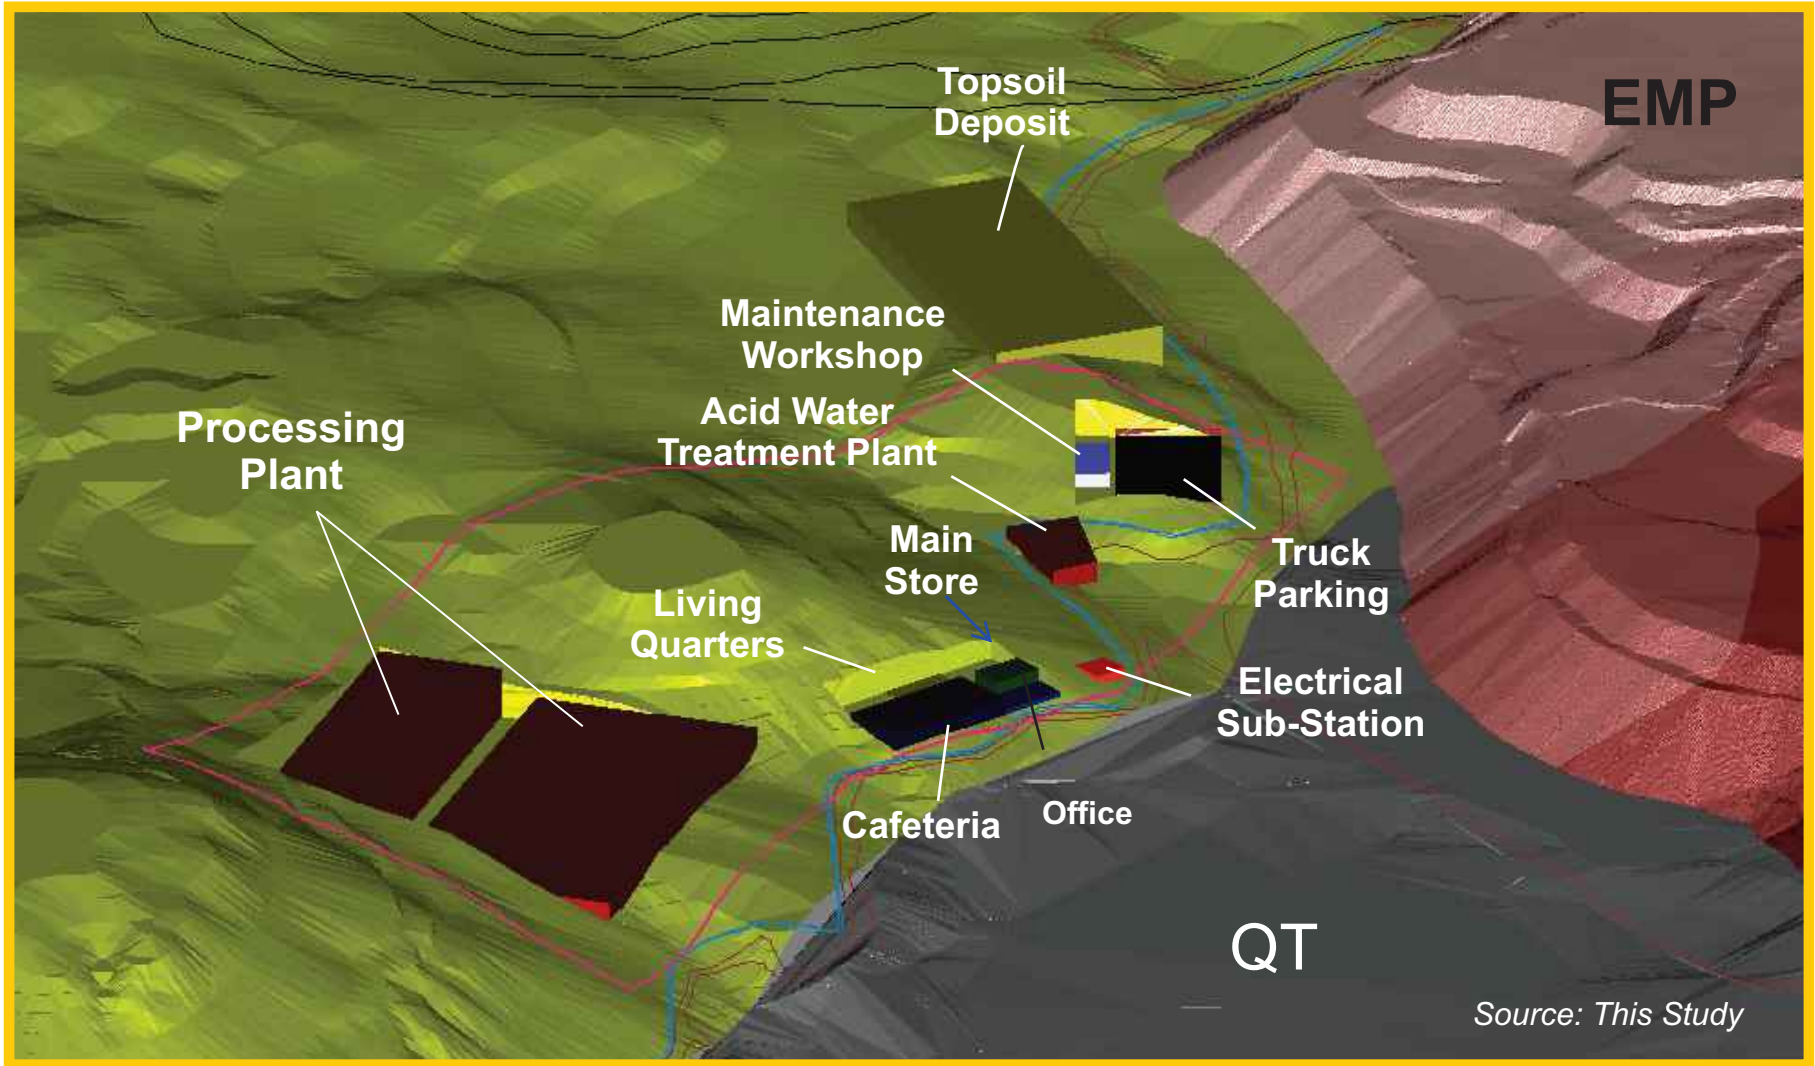 Topsoil
Deposit
EMP
Maintenance
Workshop
Acid Water
Treatment Plant
Processing
Plant
Main
Store
Truck
Parking
Living
Quarters
Electrical
Sub-Station
Cafeteria
Office
QT
Source: This Study